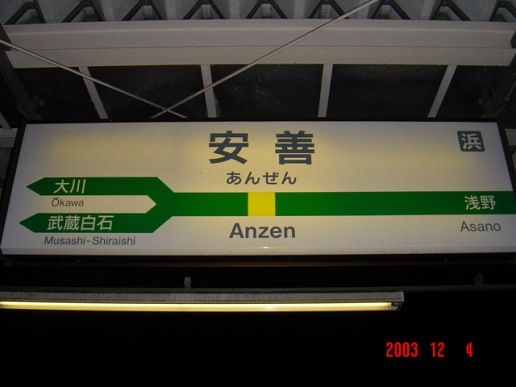 安善
浜
あんぜん
大川
Ōkawa
武蔵白石
Musashi-Shiraishi
Anzen
浅野
Asano
2003 12 4